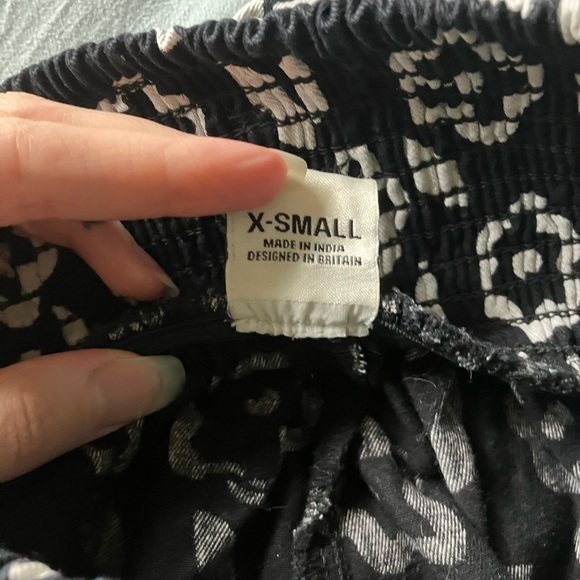 X-SMALL
MADE IN INDIA
DESIGNED IN BRITAIN